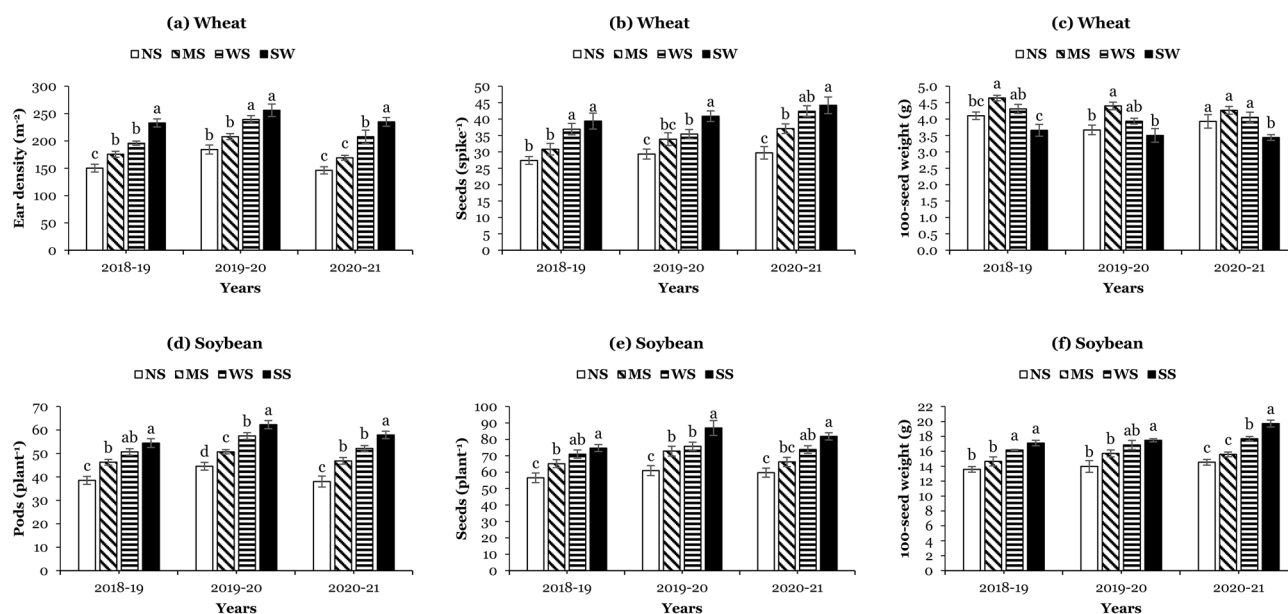 (a) Wheat
NS MS WS SW
Ear density (m⁻²)
300
250
200
150
100
50
0
c b b a
b b a a
c c b a
2018-19 2019-20 2020-21
Years
(b) Wheat
NS MS WS SW
Seeds (spike⁻¹)
50
45
40
35
30
25
20
15
10
5
0
b b a a
c bc b a
c b ab a
2018-19 2019-20 2020-21
Years
(c) Wheat
NS MS WS SW
100-seed weight (g)
5.0
4.5
4.0
3.5
3.0
2.5
2.0
1.5
1.0
0.5
0.0
bc a ab c
b a ab b
a a a b
2018-19 2019-20 2020-21
Years
(d) Soybean
NS MS WS SS
Pods (plant⁻¹)
70
60
50
40
30
20
10
0
c b ab a
d c b a
c b b a
2018-19 2019-20 2020-21
Years
(e) Soybean
NS MS WS SS
Seeds (plant⁻¹)
100
90
80
70
60
50
40
30
20
10
0
c b ab a
c b b a
c bc ab a
2018-19 2019-20 2020-21
Years
(f) Soybean
NS MS WS SS
100-seed weight (g)
22
20
18
16
14
12
10
8
6
4
2
0
b b a a
b b ab a
c c b a
2018-19 2019-20 2020-21
Years